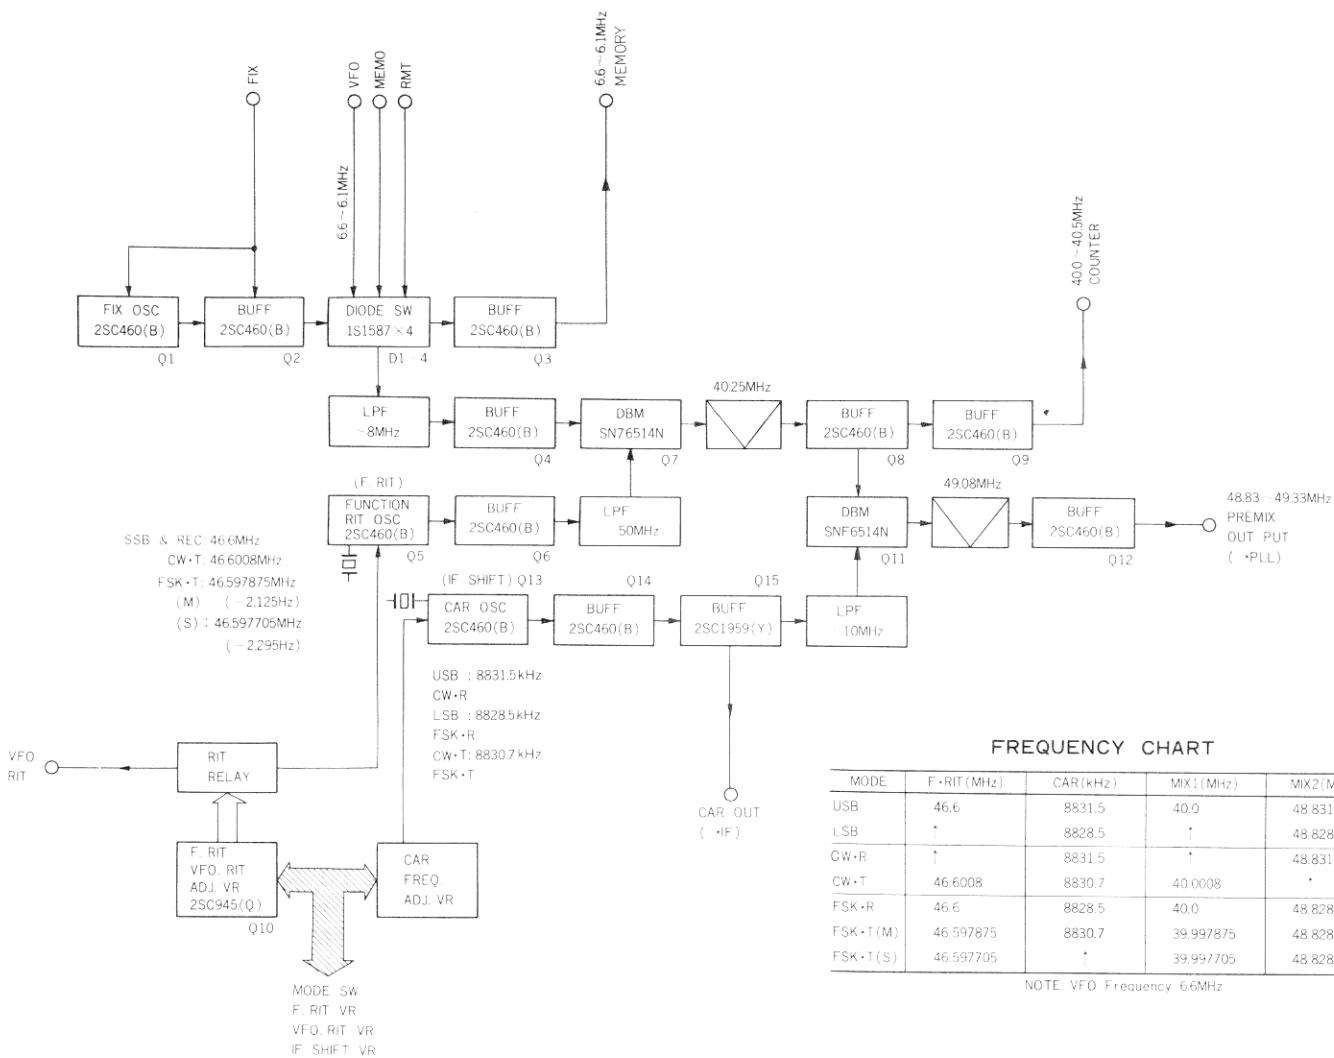 FIX
VFO
MEMO
RMT
6.6~6.1MHz
MEMORY
6.6~6.1MHz
40.0~40.5MHz
COUNTER
FIX OSC
2SC460(B)
Q1
BUFF
2SC460(B)
Q2
DIODE SW
1S1587×4
D1~4
BUFF
2SC460(B)
Q3
LPF
~8MHz
BUFF
2SC460(B)
Q4
DBM
SN76514N
Q7
40.25MHz
BUFF
2SC460(B)
Q8
BUFF
2SC460(B)
Q9
(F. RIT)
FUNCTION
RIT OSC
2SC460(B)
Q5
BUFF
2SC460(B)
Q6
LPF
50MHz
DBM
SNF6514N
Q11
49.08MHz
BUFF
2SC460(B)
Q12
48.83~49.33MHz
PREMIX
OUT PUT
(→PLL)
SSB & REC: 46.6MHz
CW·T: 46.6008MHz
FSK·T: 46.597875MHz
(M) (-2,125Hz)
(S): 46.597705MHz
(-2,295Hz)
(IF SHIFT) Q13
CAR OSC
2SC460(B)
Q14
BUFF
2SC460(B)
Q15
BUFF
2SC1959(Y)
LPF
~10MHz
USB : 8831.5kHz
CW·R
LSB : 8828.5kHz
FSK·R
CW·T: 8830.7kHz
FSK·T
VFO
RIT
RIT
RELAY
CAR OUT
(→IF)
F. RIT
VFO. RIT
ADJ. VR
2SC945(Q)
Q10
CAR
FREQ.
ADJ. VR
MODE SW
F. RIT VR
VFO. RIT VR
IF SHIFT VR
FREQUENCY CHART
MODE F·RIT(MHz) CAR(kHz) MIX1(MHz) MIX2(M
USB 46.6 8831.5 40.0 48.831
LSB ↑ 8828.5 ↑ 48.828
CW·R ↑ 8831.5 ↑ 48.831
CW·T 46.6008 8830.7 40.0008 ↑
FSK·R 46.6 8828.5 40.0 48.828
FSK·T(M) 46.597875 8830.7 39.997875 48.828
FSK·T(S) 46.597705 ↑ 39.997705 48.828
NOTE: VFO Frequency 6.6MHz